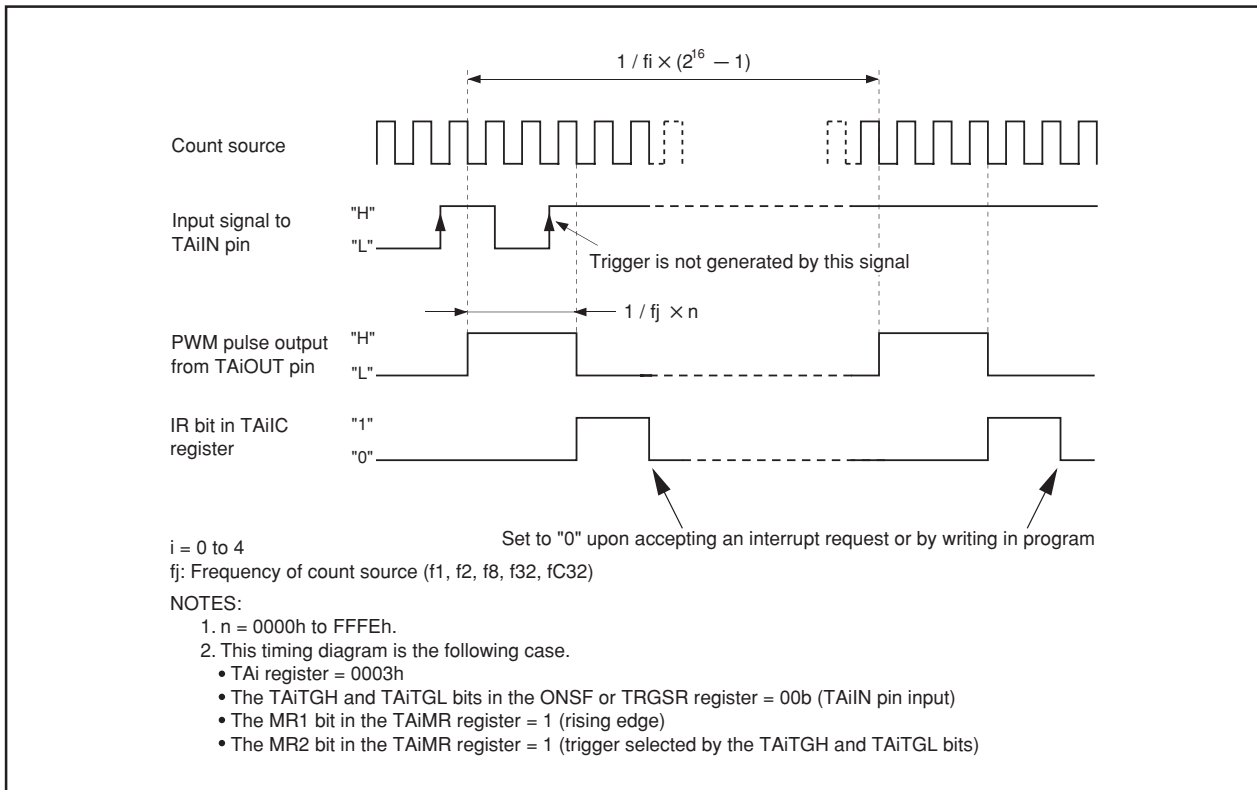 1 / fi × (2^16 — 1)
Count source
Input signal to
TAiIN pin
"H"
"L"
Trigger is not generated by this signal
1 / fj × n
PWM pulse output
from TAiOUT pin
"H"
"L"
IR bit in TAiIC
register
"1"
"0"
Set to "0" upon accepting an interrupt request or by writing in program
i = 0 to 4
fj: Frequency of count source (f1, f2, f8, f32, fC32)
NOTES:
1. n = 0000h to FFFEh.
2. This timing diagram is the following case.
• TAi register = 0003h
• The TAiTGH and TAiTGL bits in the ONSF or TRGSR register = 00b (TAiIN pin input)
• The MR1 bit in the TAiMR register = 1 (rising edge)
• The MR2 bit in the TAiMR register = 1 (trigger selected by the TAiTGH and TAiTGL bits)